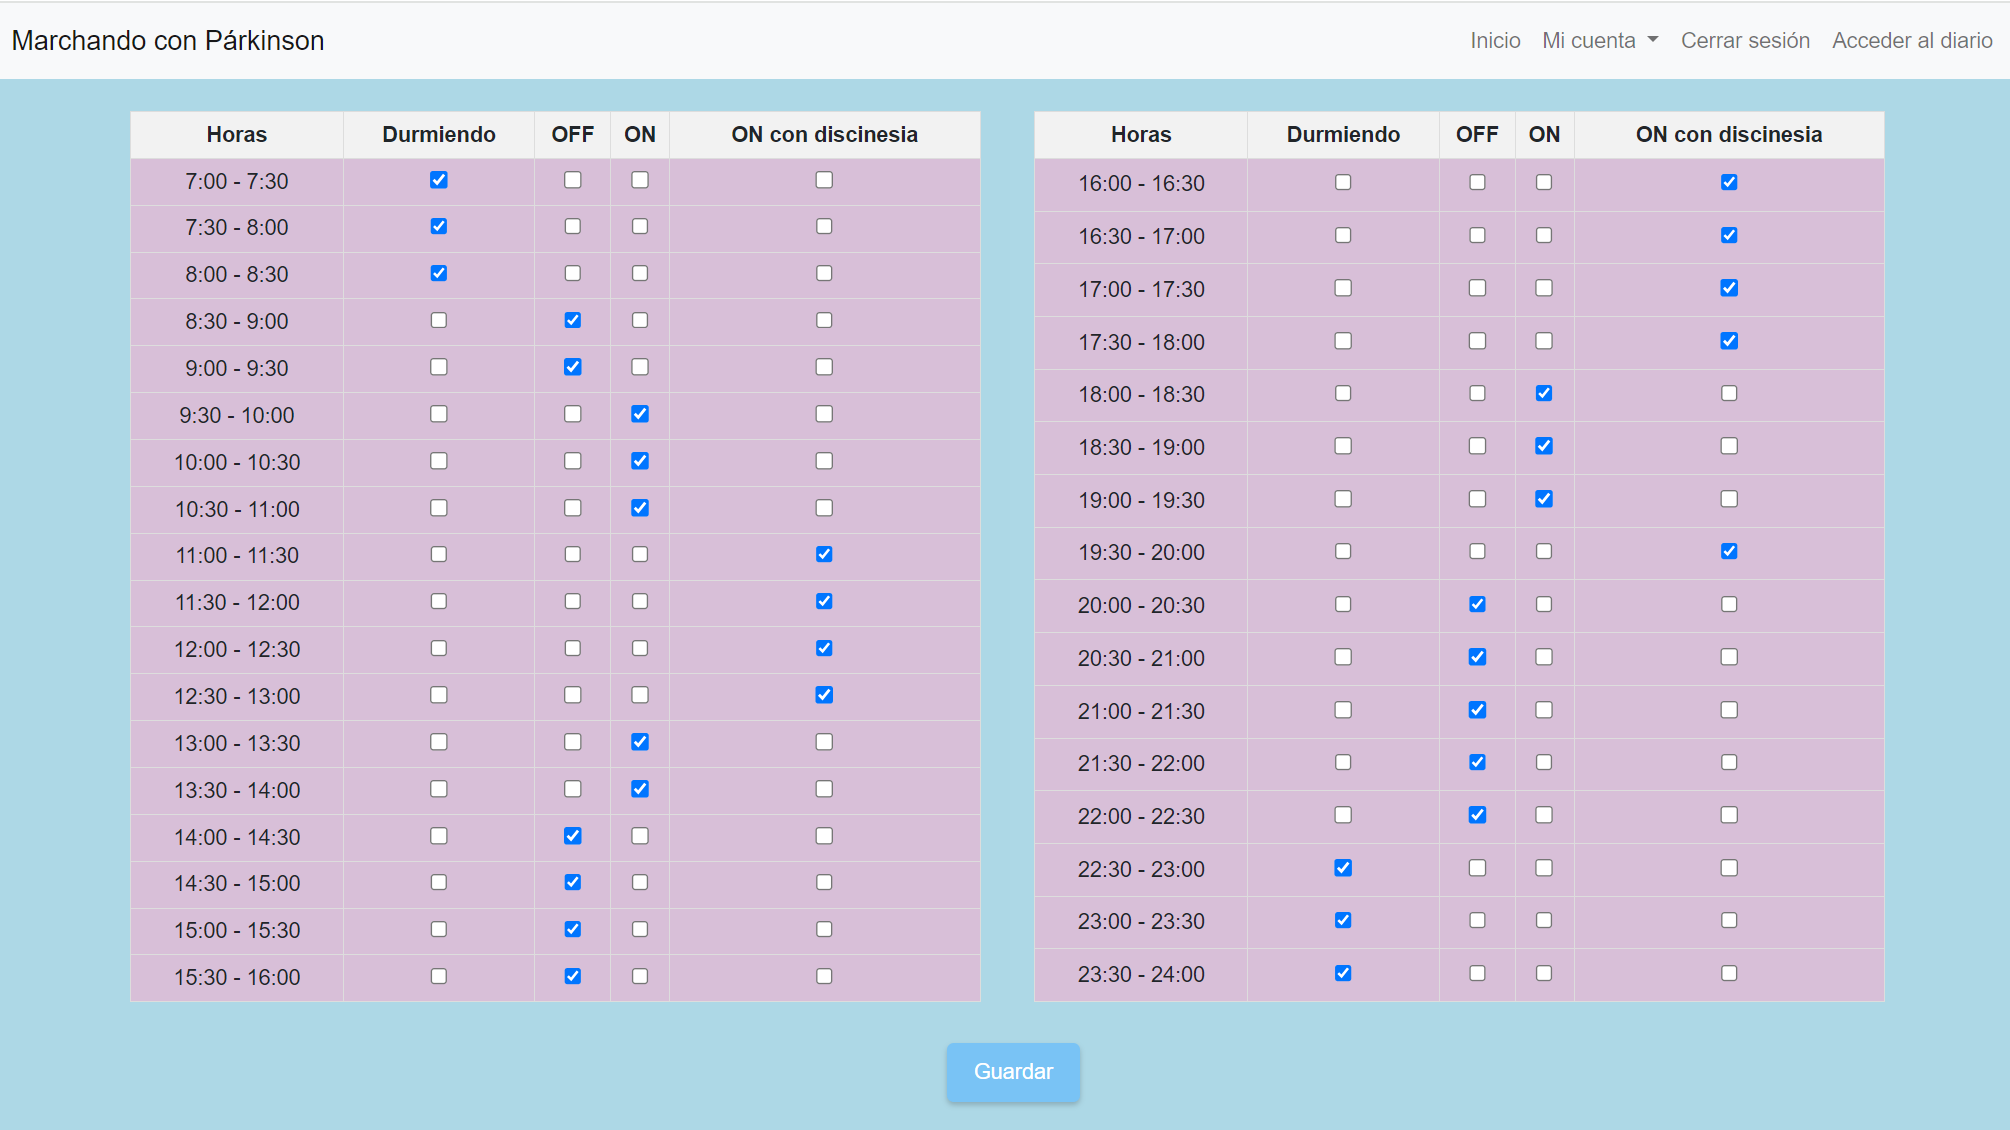 Marchando con Párkinson
Inicio Mi cuenta Cerrar sesión Acceder al diario
Horas Durmiendo OFF ON ON con discinesia
7:00 - 7:30
7:30 - 8:00
8:00 - 8:30
8:30 - 9:00
9:00 - 9:30
9:30 - 10:00
10:00 - 10:30
10:30 - 11:00
11:00 - 11:30
11:30 - 12:00
12:00 - 12:30
12:30 - 13:00
13:00 - 13:30
13:30 - 14:00
14:00 - 14:30
14:30 - 15:00
15:00 - 15:30
15:30 - 16:00
Horas Durmiendo OFF ON ON con discinesia
16:00 - 16:30
16:30 - 17:00
17:00 - 17:30
17:30 - 18:00
18:00 - 18:30
18:30 - 19:00
19:00 - 19:30
19:30 - 20:00
20:00 - 20:30
20:30 - 21:00
21:00 - 21:30
21:30 - 22:00
22:00 - 22:30
22:30 - 23:00
23:00 - 23:30
23:30 - 24:00
Guardar